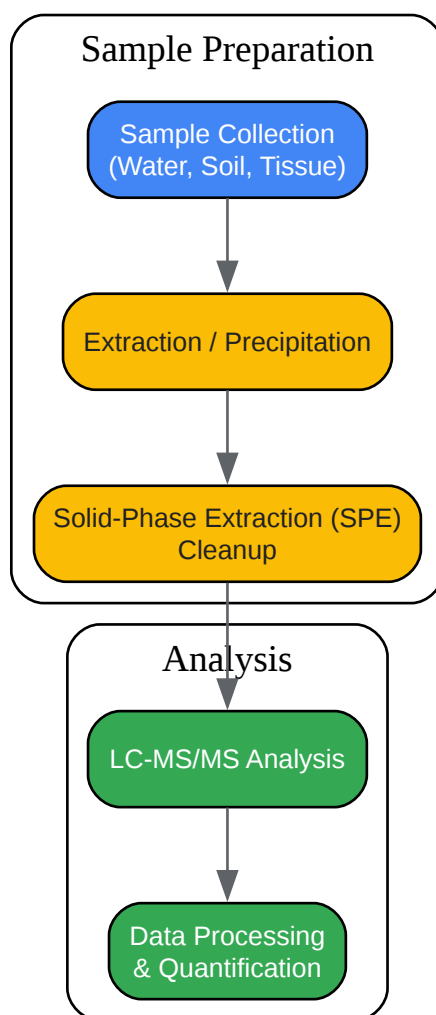 Sample Preparation
Sample Collection
(Water, Soil, Tissue)
Extraction / Precipitation
Solid-Phase Extraction (SPE)
Cleanup
Analysis
LC-MS/MS Analysis
Data Processing
& Quantification